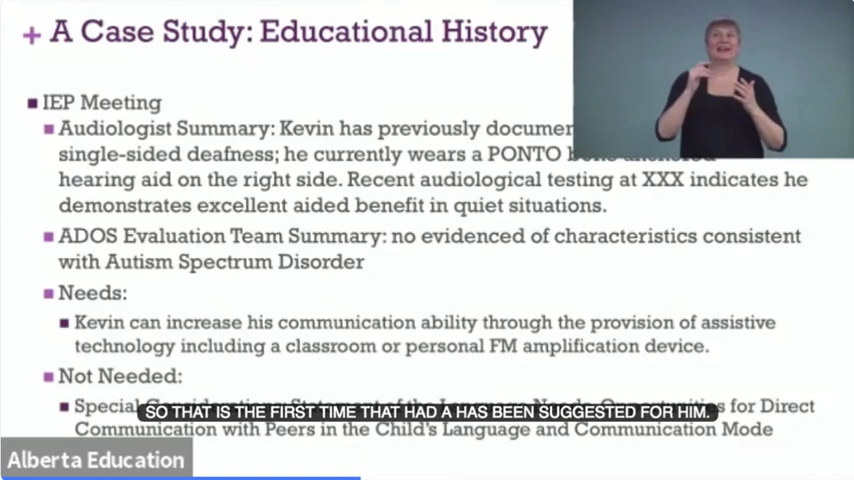 + A Case Study: Educational History
IEP Meeting
Audiologist Summary: Kevin has previously
single-sided deafness; he currently wears a PONTO
hearing aid on the right side. Recent audiological testing at XXX indicates he
demonstrates excellent aided benefit in quiet situations.
ADOS Evaluation Team Summary: no evidenced of characteristics consistent
with Autism Spectrum Disorder
Needs:
Kevin can increase his communication ability through the provision of assistive
technology including a classroom or personal FM amplification device.
Not Needed:
Special for Direct
SO THAT IS THE FIRST TIME THAT HAD A HAS BEEN SUGGESTED FOR HIM.
Communication with Peers in the Child's Language and Communication Mode
Alberta Education